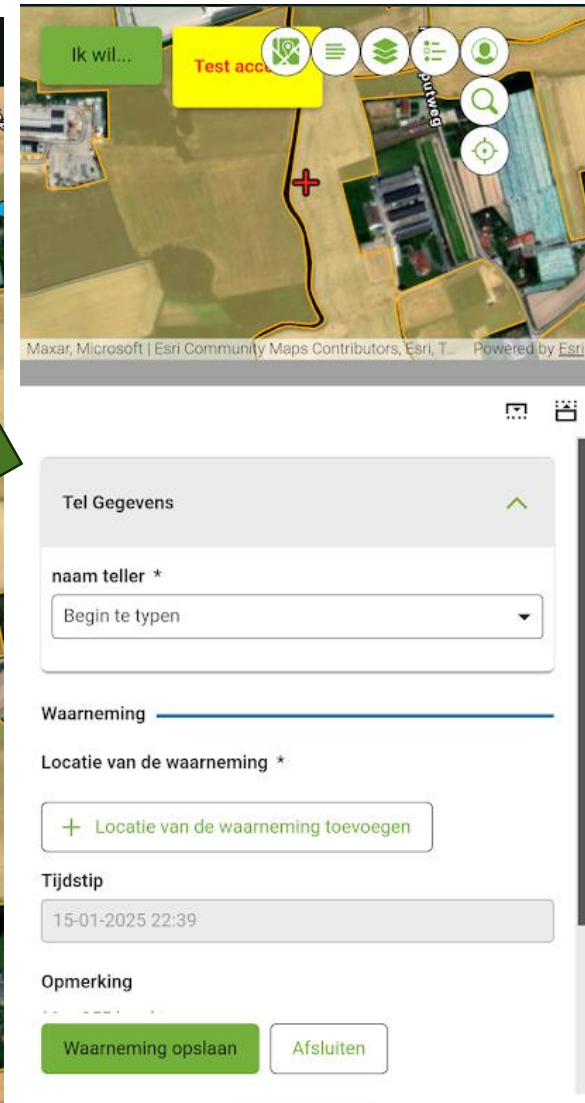 Ik wil...
Test acc
putweg
Maxar, Microsoft | Esri Community Maps Contributors, Esri, T... Powered by Esri
Tel Gegevens
naam teller *
Begin te typen
Waarneming
Locatie van de waarneming *
+ Locatie van de waarneming toevoegen
Tijdstip
15-01-2025 22:39
Opmerking
Waarneming opslaan
Afsluiten